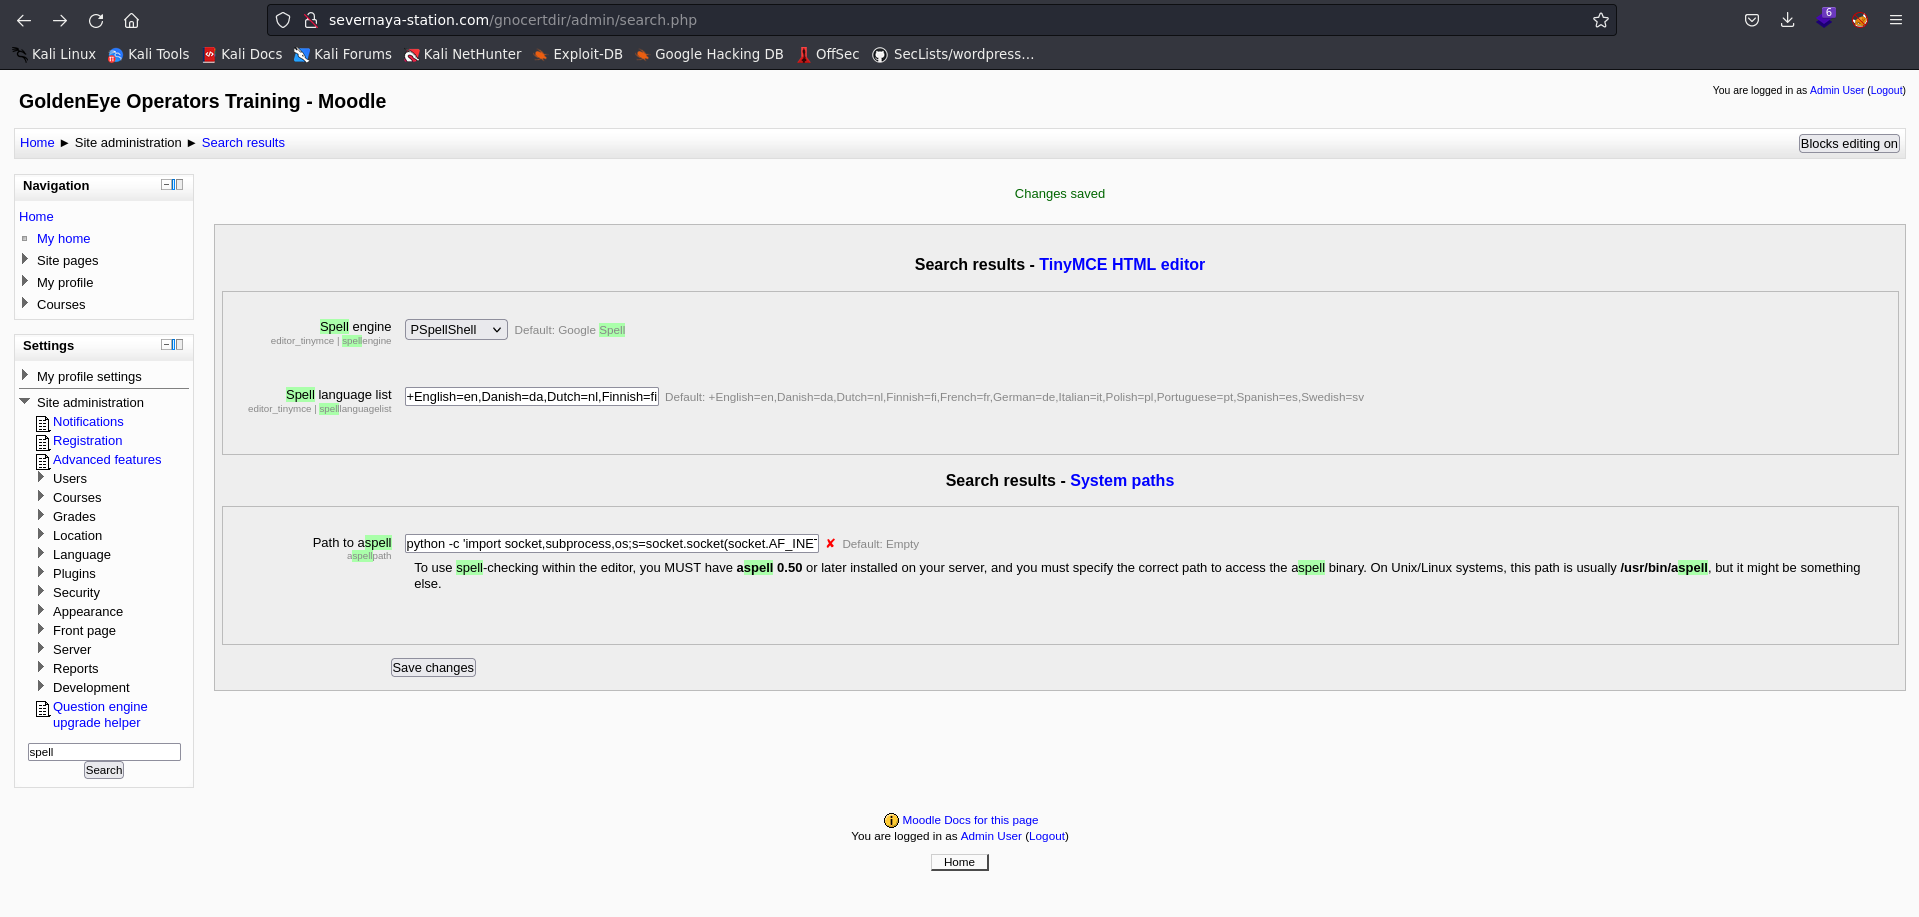 severnaya-station.com/gnocertdir/admin/search.php
6
Kali Linux Kali Tools Kali Docs Kali Forums Kali NetHunter Exploit-DB Google Hacking DB OffSec SecLists/wordpress...
GoldenEye Operators Training - Moodle
You are logged in as Admin User (Logout)
Home ► Site administration ► Search results
Blocks editing on
Navigation
Home
My home
Site pages
My profile
Courses
Settings
My profile settings
Site administration
Notifications
Registration
Advanced features
Users
Courses
Grades
Location
Language
Plugins
Security
Appearance
Front page
Server
Reports
Development
Question engine
upgrade helper
spell
Search
Changes saved
Search results - TinyMCE HTML editor
Spell engine PSpellShell Default: Google Spell
editor_tinymce | spellengine
Spell language list +English=en,Danish=da,Dutch=nl,Finnish=fi Default: +English=en,Danish=da,Dutch=nl,Finnish=fi,French=fr,German=de,Italian=it,Polish=pl,Portuguese=pt,Spanish=es,Swedish=sv
editor_tinymce | spelllanguagelist
Search results - System paths
Path to aspell python -c 'import socket,subprocess,os;s=socket.socket(socket.AF_INET ✘ Default: Empty
aspellpath
To use spell-checking within the editor, you MUST have aspell 0.50 or later installed on your server, and you must specify the correct path to access the aspell binary. On Unix/Linux systems, this path is usually /usr/bin/aspell, but it might be something
else.
Save changes
Moodle Docs for this page
You are logged in as Admin User (Logout)
Home